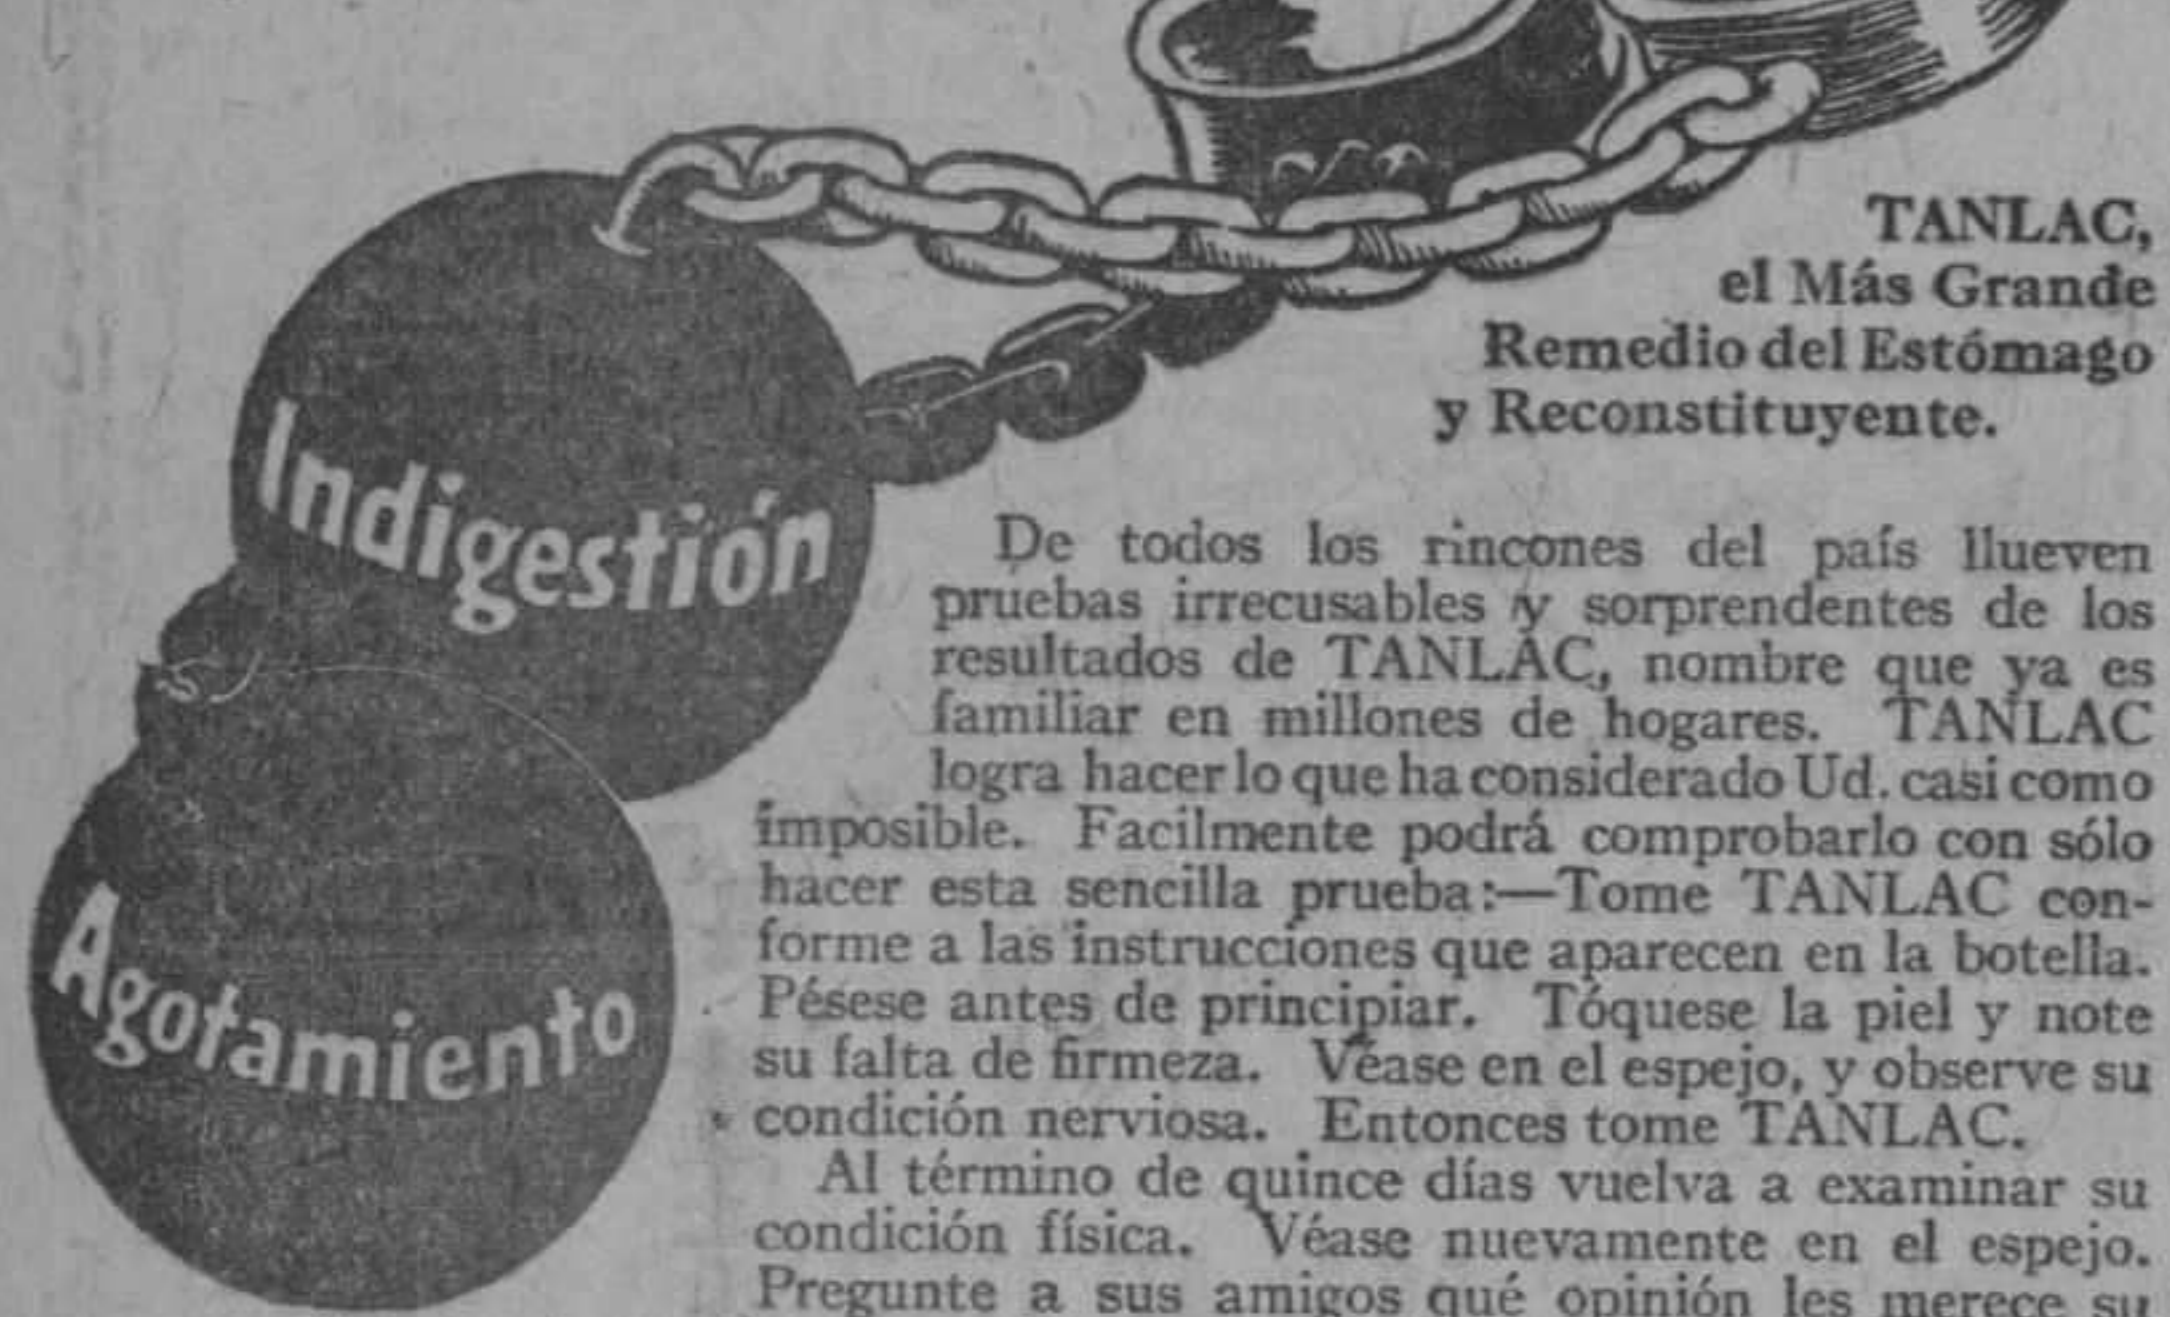 TANLAC,
el Más Grande
Remedio del Estómago
y Reconstituyente.
Indigestión
Agotamiento
De todos los rincones del país llueven
pruebas irrecusables y sorprendentes de los
resultados de TANLAC, nombre que ya es
familiar en millones de hogares. TANLAC
logra hacer lo que ha considerado Ud. casi como
imposible. Facilmente podrá comprobarlo con sólo
hacer esta sencilla prueba:—Tome TANLAC con-
forme a las instrucciones que aparecen en la botella.
Pésese antes de principiar. Tóquese la piel y note
su falta de firmeza. Véase en el espejo, y observe su
condición nerviosa. Entonces tome TANLAC.
Al término de quince días vuelva a examinar su
condición física. Véase nuevamente en el espejo.
Pregunte a sus amigos qué opinión les merece su